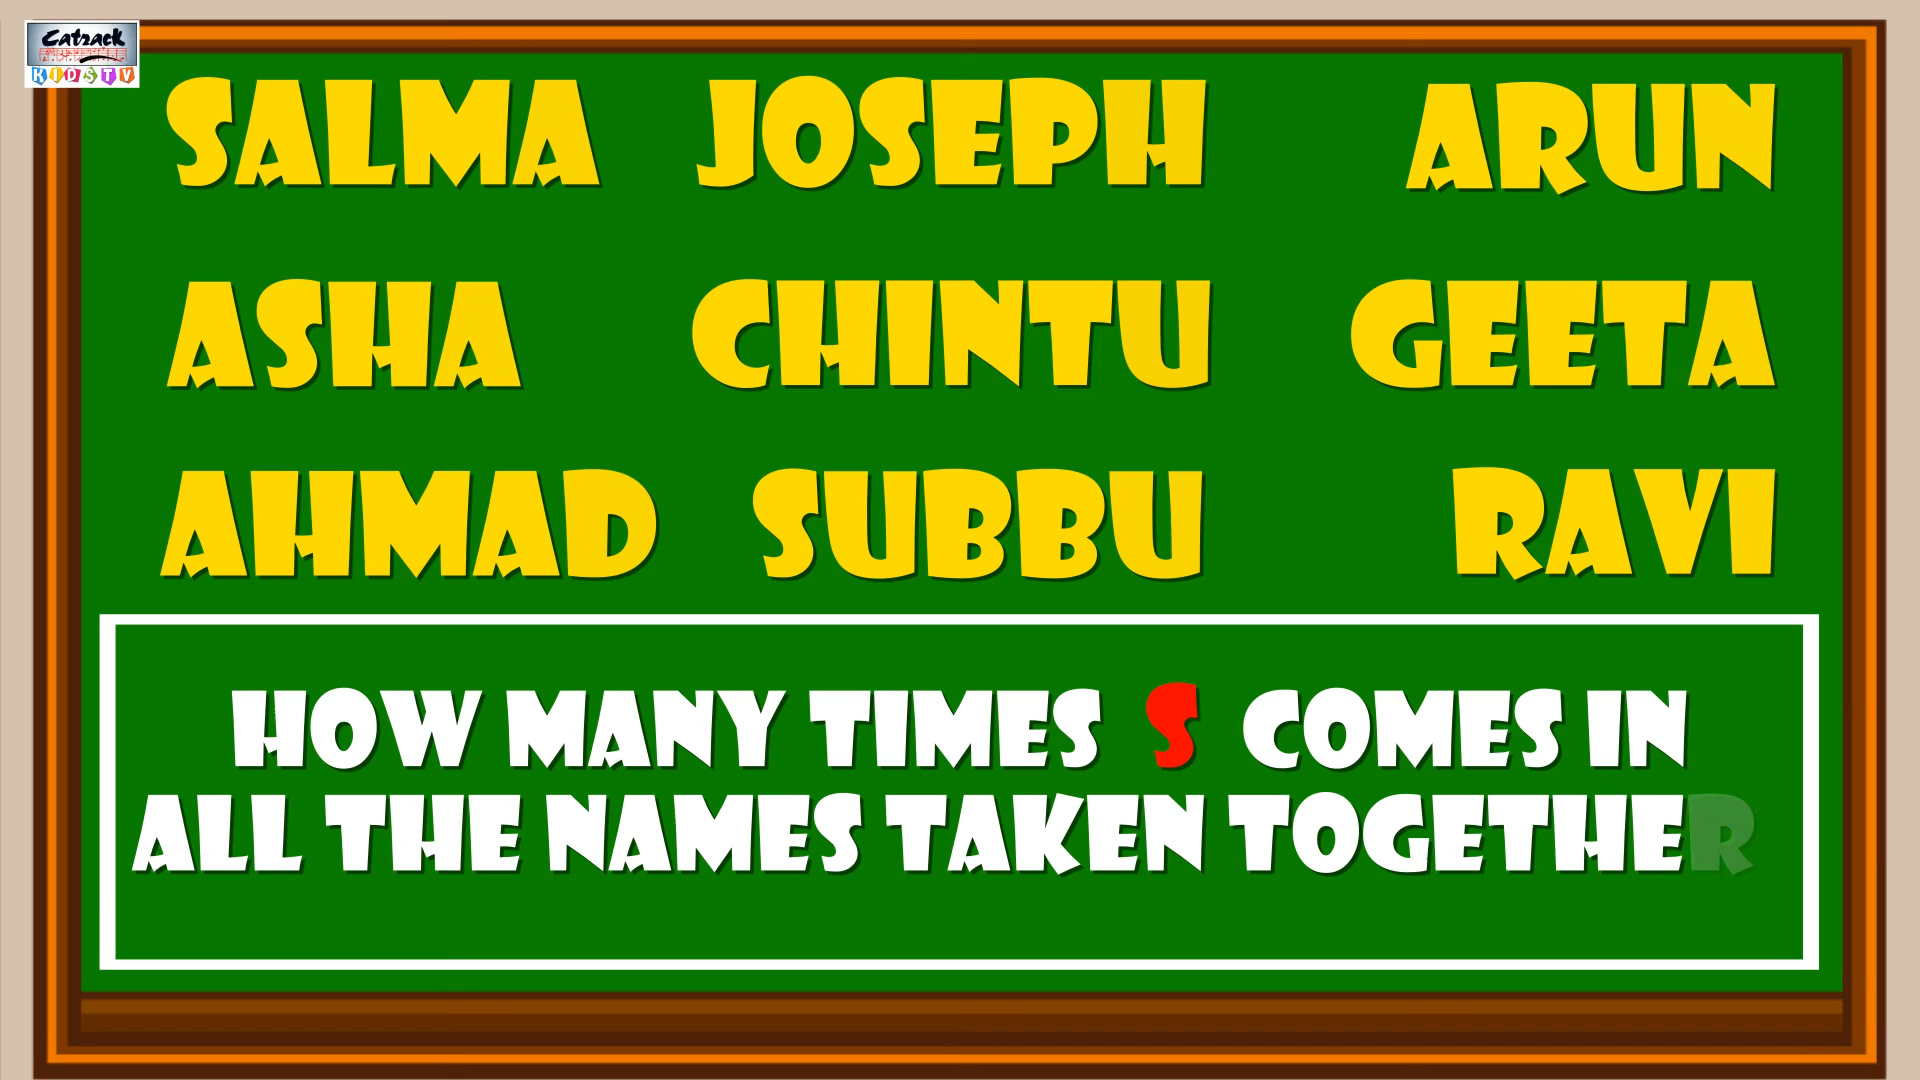 Catrack
KIDS TV
SALMA JOSEPH ARUN
ASHA CHINTU GEETA
AHMAD SUBBU RAVI
HOW MANY TIMES S COMES IN
ALL THE NAMES TAKEN TOGETHER